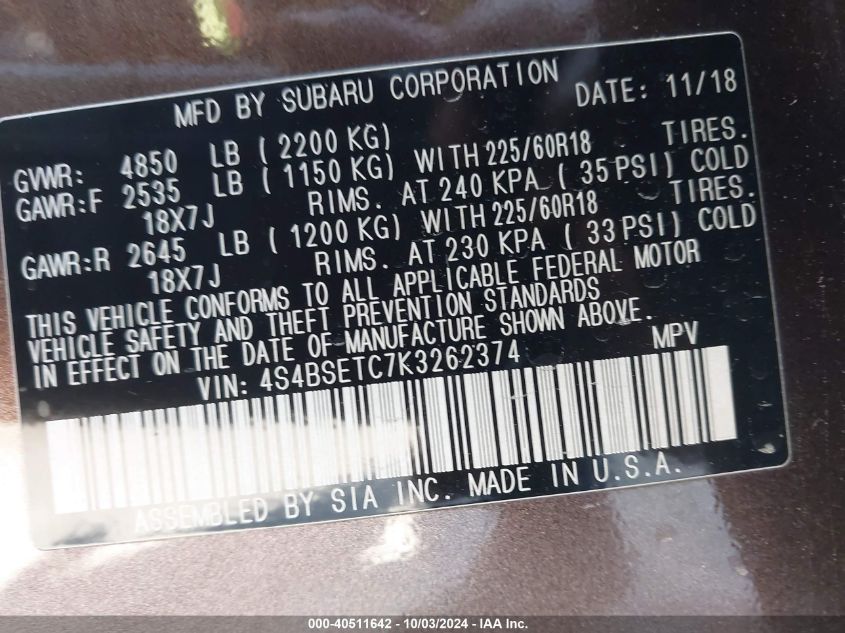 MFD BY SUBARU CORPORATION DATE: 11/18
GVWR: 4850 LB ( 2200 KG)
GAWR:F 2535 LB ( 1150 KG) WITH 225/60R18 TIRES.
18X7J RIMS. AT 240 KPA ( 35 PSI) COLD
GAWR:R 2645 LB ( 1200 KG) WITH 225/60R18 TIRES.
18X7J RIMS. AT 230 KPA ( 33 PSI) COLD
THIS VEHICLE CONFORMS TO ALL APPLICABLE FEDERAL MOTOR
VEHICLE SAFETY AND THEFT PREVENTION STANDARDS
IN EFFECT ON THE DATE OF MANUFACTURE SHOWN ABOVE.
VIN: 4S4BSETC7K3262374 MPV
ASSEMBLED BY SIA INC. MADE IN U.S.A.
000-40511642 - 10/03/2024 - IAA Inc.